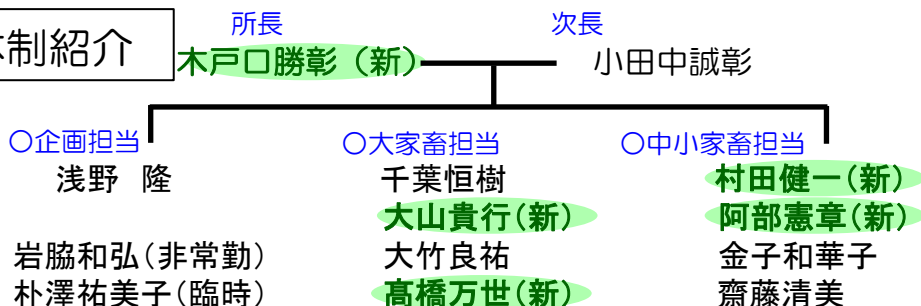 制紹介
所長
次長
木戸口勝彰（新）
小田中誠彰
○企画担当
浅野 隆
岩脇和弘（非常勤）
朴澤祐美子（臨時）
○大家畜担当
千葉恒樹
大山貴行（新）
大竹良祐
髙橋万世（新）
○中小家畜担当
村田健一（新）
阿部憲章（新）
金子和華子
齋藤清美